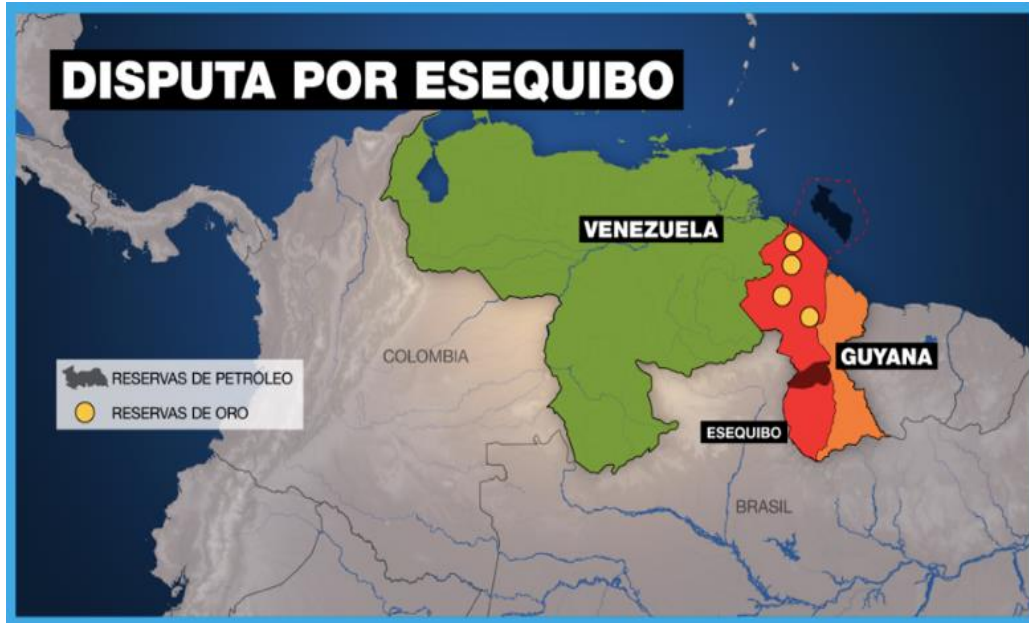 DISPUTA POR ESEQUIBO
VENEZUELA
COLOMBIA
GUYANA
RESERVAS DE PETRÓLEO
RESERVAS DE ORO
ESEQUIBO
BRASIL